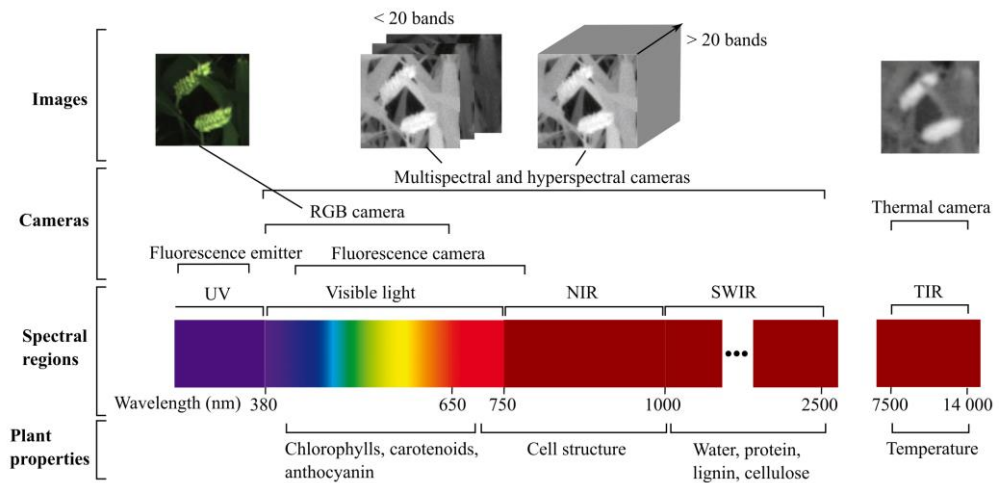 < 20 bands
> 20 bands
Images
Multispectral and hyperspectral cameras
Cameras
RGB camera
Thermal camera
Fluorescence emitter
Fluorescence camera
UV
Visible light
NIR
SWIR
TIR
Spectral
regions
•••
Wavelength (nm)
380
650
750
1000
2500
7500
14 000
Plant
properties
Chlorophylls, carotenoids,
anthocyanin
Cell structure
Water, protein,
lignin, cellulose
Temperature